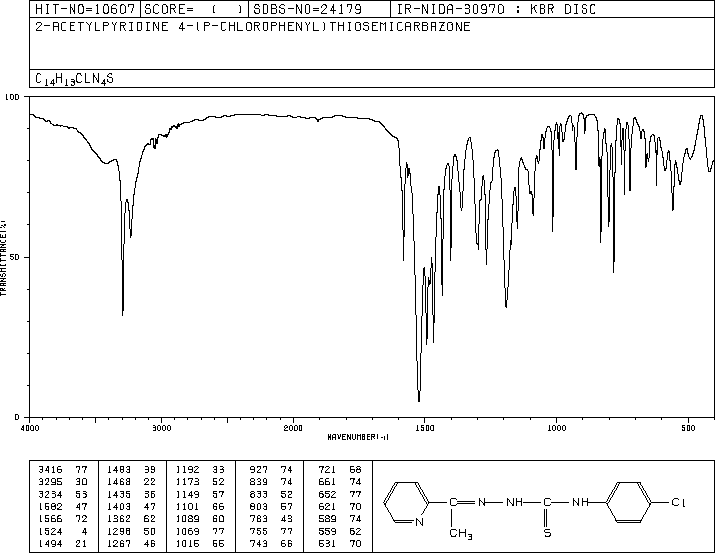 HIT-NO=10607 SCORE= ( ) SDBS-NO=24179 IR-NIDA-30970 : KBR DISC
2-ACETYLPYRIDINE 4-(P-CHLOROPHENYL)THIOSEMICARBAZONE
C14H13CLN4S
100
50
0
TRANSMITTANCE(%)
4000 3000 2000 1500 1000 500
WAVENUMBER(-1)
3416 77 1483 39 1192 33 927 74 721 68
3295 30 1468 22 1173 52 839 74 661 74
3234 53 1435 36 1149 57 833 52 652 77
1582 47 1403 47 1101 66 803 57 621 70
1566 72 1362 62 1089 60 783 43 589 74
1524 4 1298 50 1069 77 755 77 559 62
1494 21 1267 46 1016 55 743 66 531 70
N C N NH C NH Cl
CH3 S